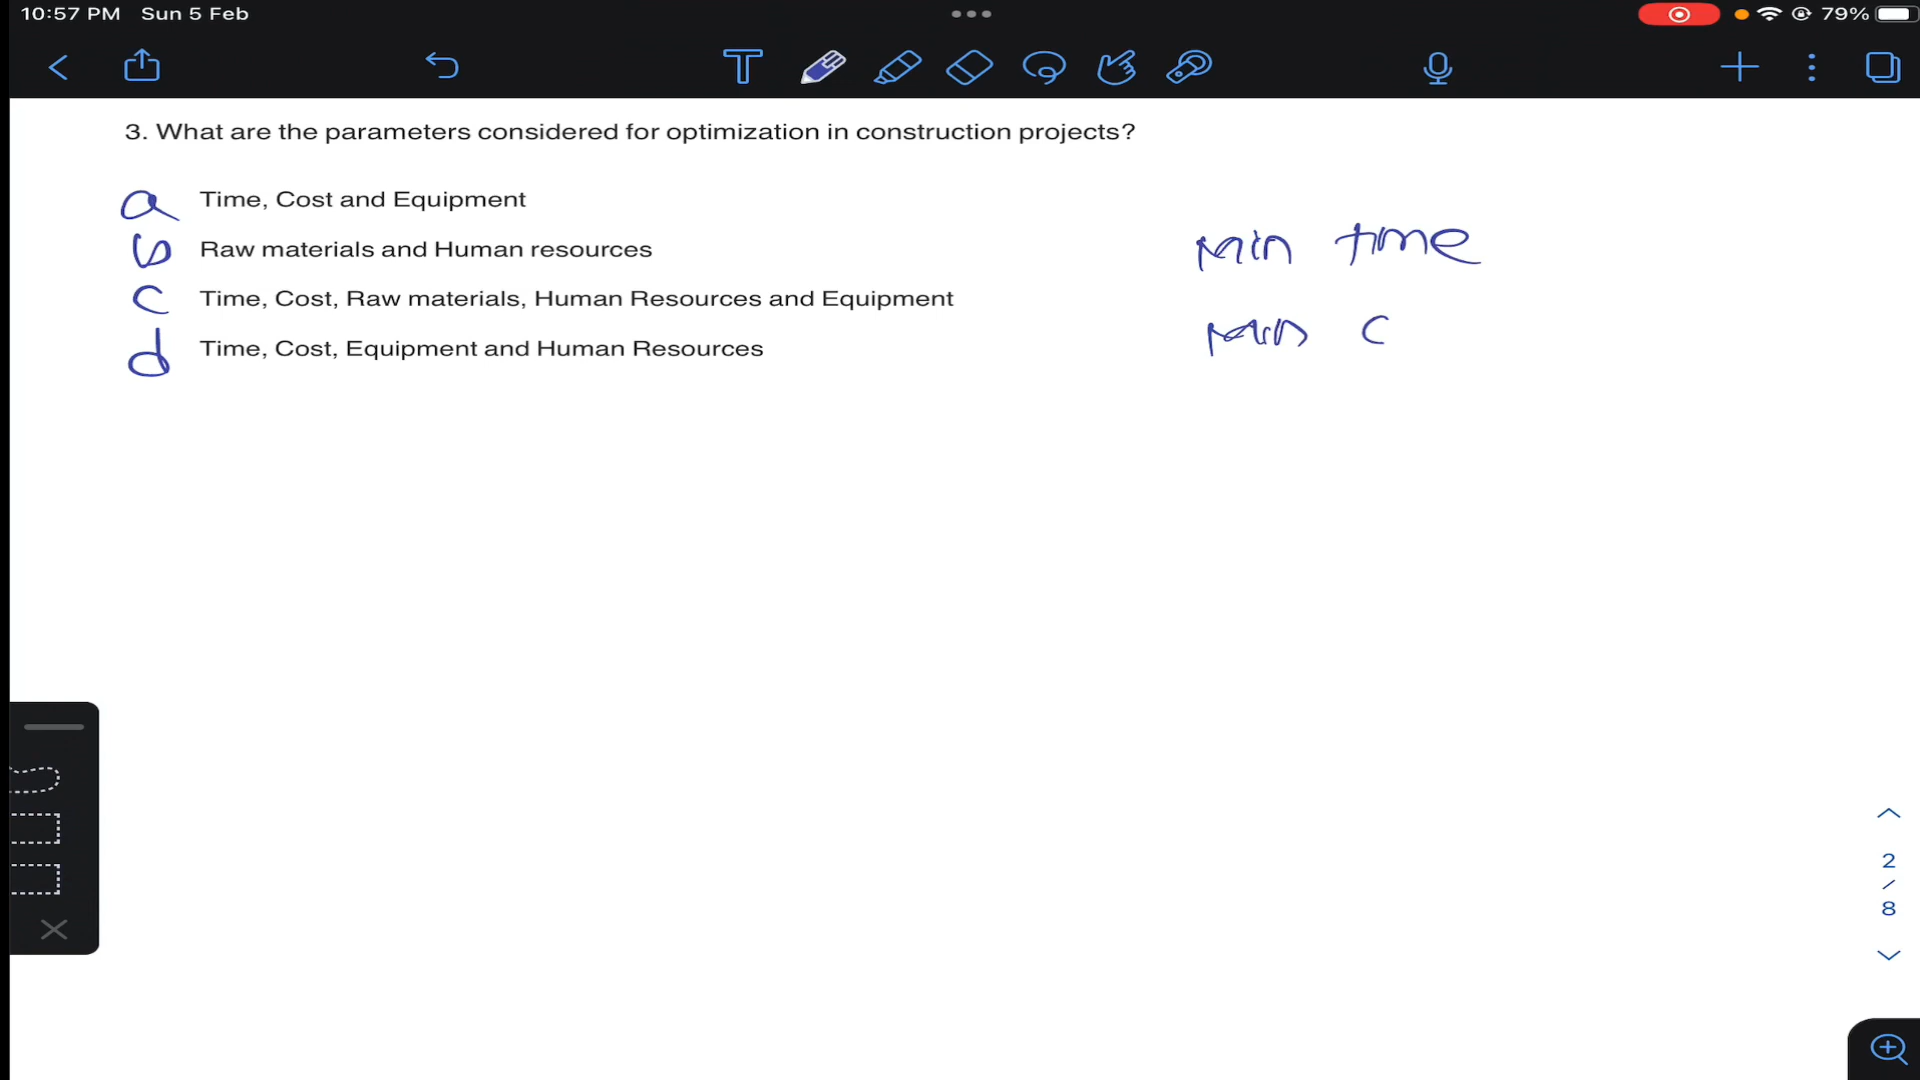 10:57 PM Sun 5 Feb
79%
T
3. What are the parameters considered for optimization in construction projects?
a Time, Cost and Equipment
b Raw materials and Human resources
c Time, Cost, Raw materials, Human Resources and Equipment
d Time, Cost, Equipment and Human Resources
Min time
Min C
2
/
8